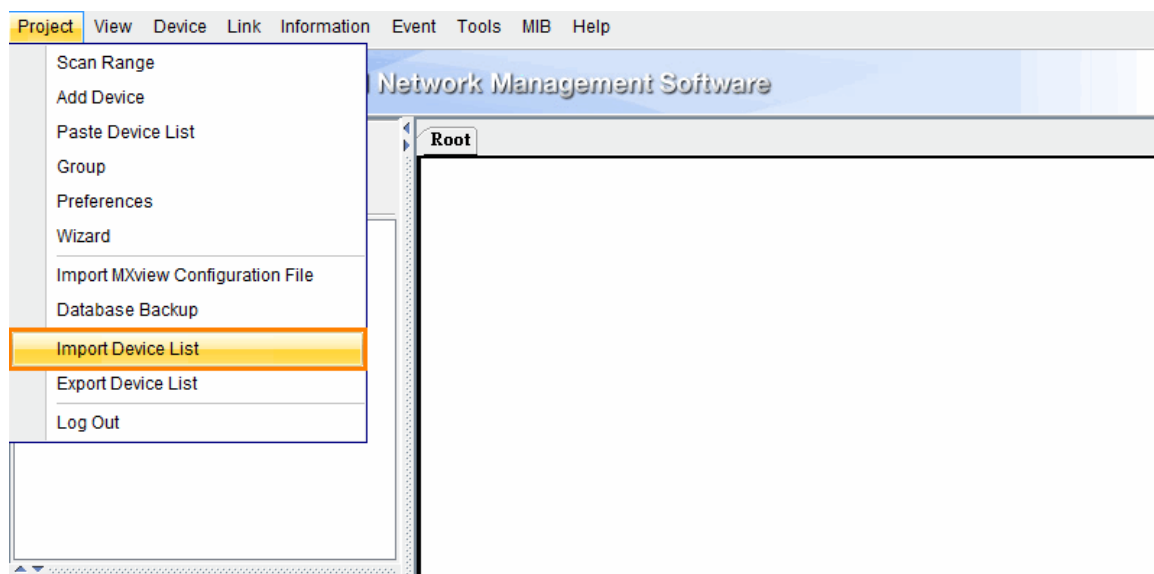 Project View Device Link Information Event Tools MIB Help
Scan Range
Network Management Software
Add Device
Paste Device List
Root
Group
Preferences
Wizard
Import MXview Configuration File
Database Backup
Import Device List
Export Device List
Log Out